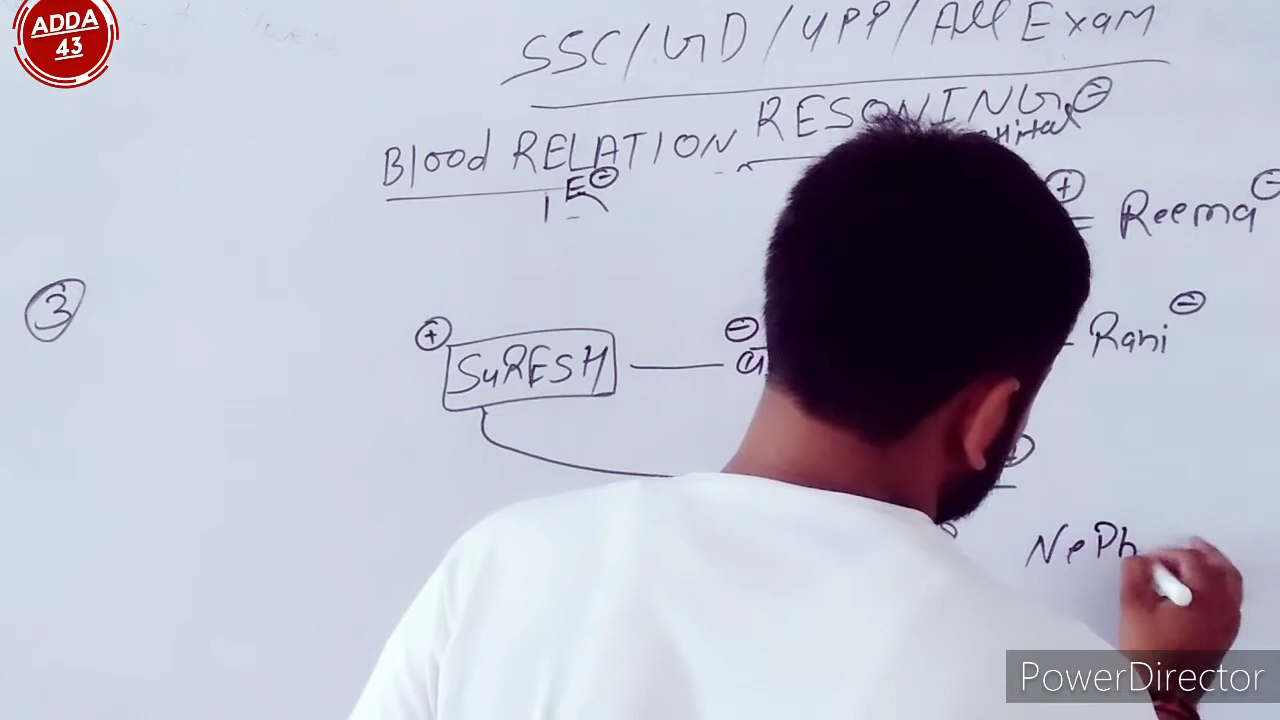 ADDA
43
SSC/GD/UPP/All Exam
RESONING
Blood RELATION
Reema
③
SuRESH
Rani
NePh
PowerDirector